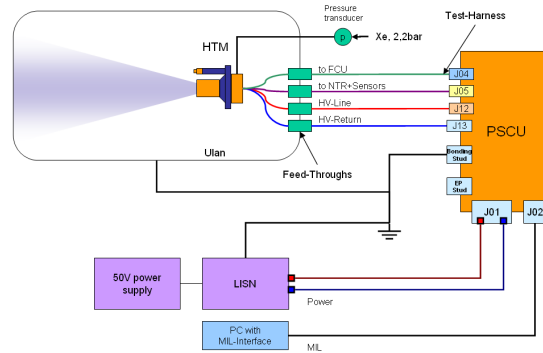 Pressure
transducer
p
Xe, 2,2bar
Test-Harness
HTM
to FCU
J04
to NTR+Sensors
J05
HV-Line
J12
PSCU
HV-Return
J13
Ulan
Feed-Throughs
Bonding
Stud
EP
Stud
J01
J02
50V power
supply
LISN
Power
PC with
MIL-Interface
MIL